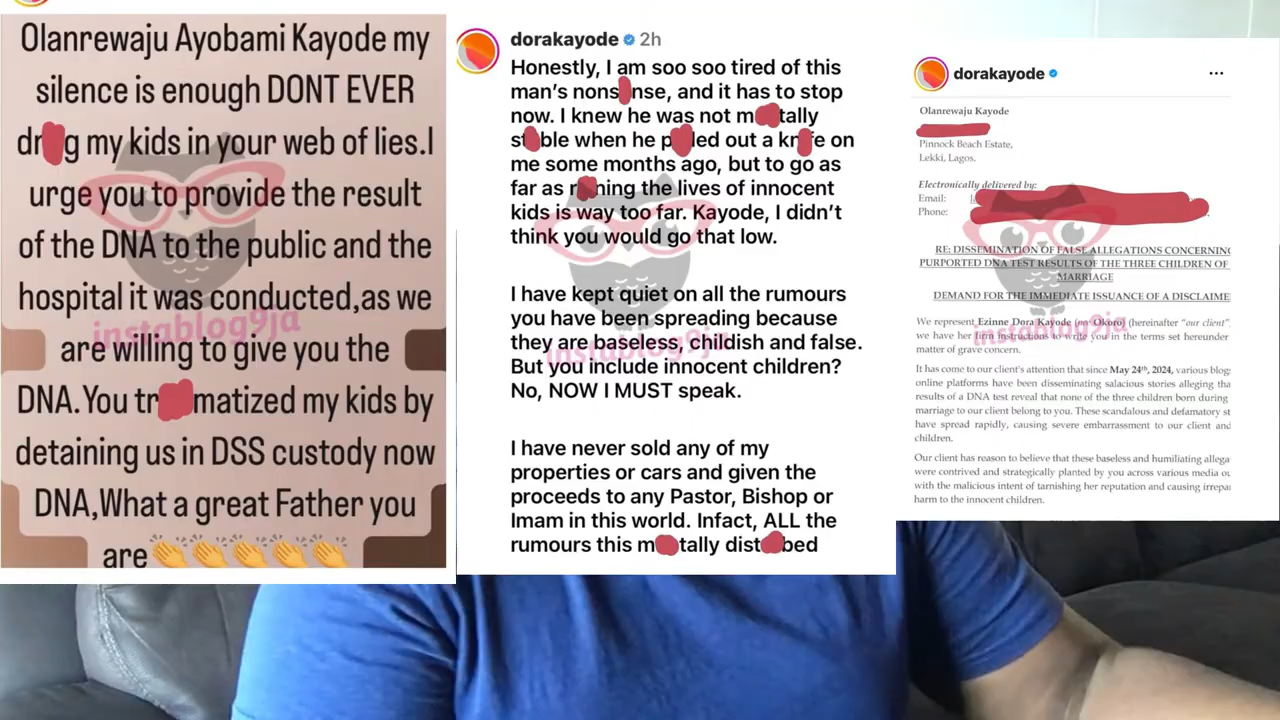 Olanrewaju Ayobami Kayode my
silence is enough DONT EVER
dr g my kids in your web of lies.I
urge you to provide the result
of the DNA to the public and the
hospital it was conducted,as we
are willing to give you the
DNA.You tr matized my kids by
detaining us in DSS custody now
DNA,What a great Father you
are👏👏👏👏👏
instablog9ja
dorakayode 2h
Honestly, I am soo soo tired of this
man's nons nse, and it has to stop
now. I knew he was not m tally
st ble when he p led out a kn fe on
me some months ago, but to go as
far as r ning the lives of innocent
kids is way too far. Kayode, I didn't
think you would go that low.
I have kept quiet on all the rumours
you have been spreading because
they are baseless, childish and false.
But you include innocent children?
No, NOW I MUST speak.
I have never sold any of my
properties or cars and given the
proceeds to any Pastor, Bishop or
Imam in this world. Infact, ALL the
rumours this m tally dist bed
instablog9ja
dorakayode
...
Olanrewaju Kayode
Pinnock Beach Estate,
Lekki, Lagos.
Electronically delivered by:
Email:
Phone:
RE: DISSEMINATION OF FALSE ALLEGATIONS CONCERNING
PURPORTED DNA TEST RESULTS OF THE THREE CHILDREN OF
MARRIAGE
DEMAND FOR THE IMMEDIATE ISSUANCE OF A DISCLAIME
We represent Ezinne Dora Kayode (nee Okoro) (hereinafter "our client"
we have her firm instructions to write you in the terms set hereunder
matter of grave concern.
It has come to our client's attention that since May 24th, 2024, various blogs
online platforms have been disseminating salacious stories alleging tha
results of a DNA test reveal that none of the three children born during
marriage to our client belong to you. These scandalous and defamatory st
have spread rapidly, causing severe embarrassment to our client and
children.
Our client has reason to believe that these baseless and humiliating allega
were contrived and strategically planted by you across various media ou
with the malicious intent of tarnishing her reputation and causing irrepar
harm to the innocent children.
instablog9ja